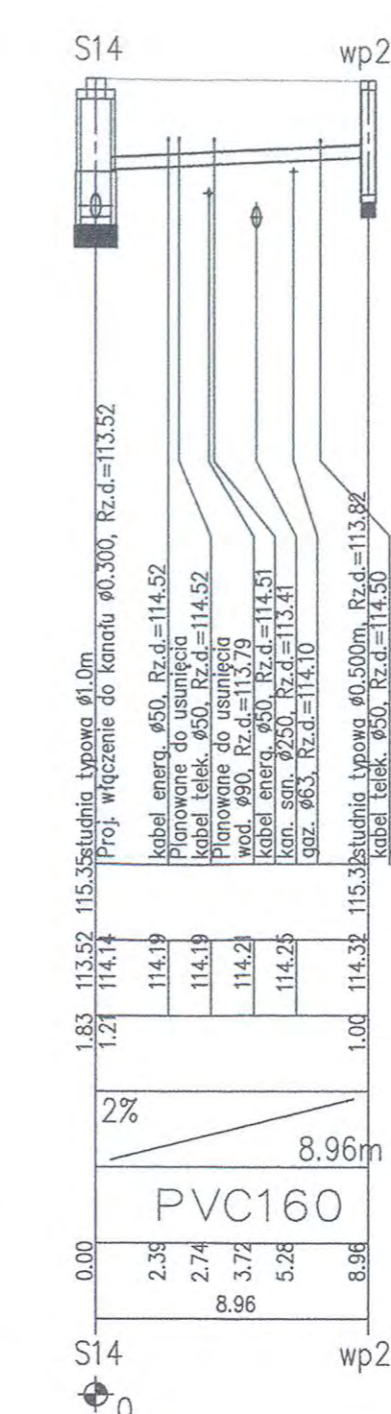 S14
wp2
115.35 studnia typowa ø1.0m
Proj. włączenie do kanału ø0.300, Rz.d.=113.52
kabel energ. ø50, Rz.d.=114.52
Planowane do usunięcia
kabel telek. ø50, Rz.d.=114.52
Planowane do usunięcia
wod. ø90, Rz.d.=113.79
kabel energ. ø50, Rz.d.=114.51
kan. san. ø250, Rz.d.=113.41
gaz. ø63, Rz.d.=114.10
115.32 studnia typowa ø0.500m, Rz.d.=113.82
kabel telek. ø50, Rz.d.=114.50
113.52
114.14
114.19
114.19
114.21
114.25
114.32
1.83
1.21
1.00
2%
8.96m
PVC160
0.00
2.39
2.74
3.72
5.28
8.96
8.96
S14
wp2
0